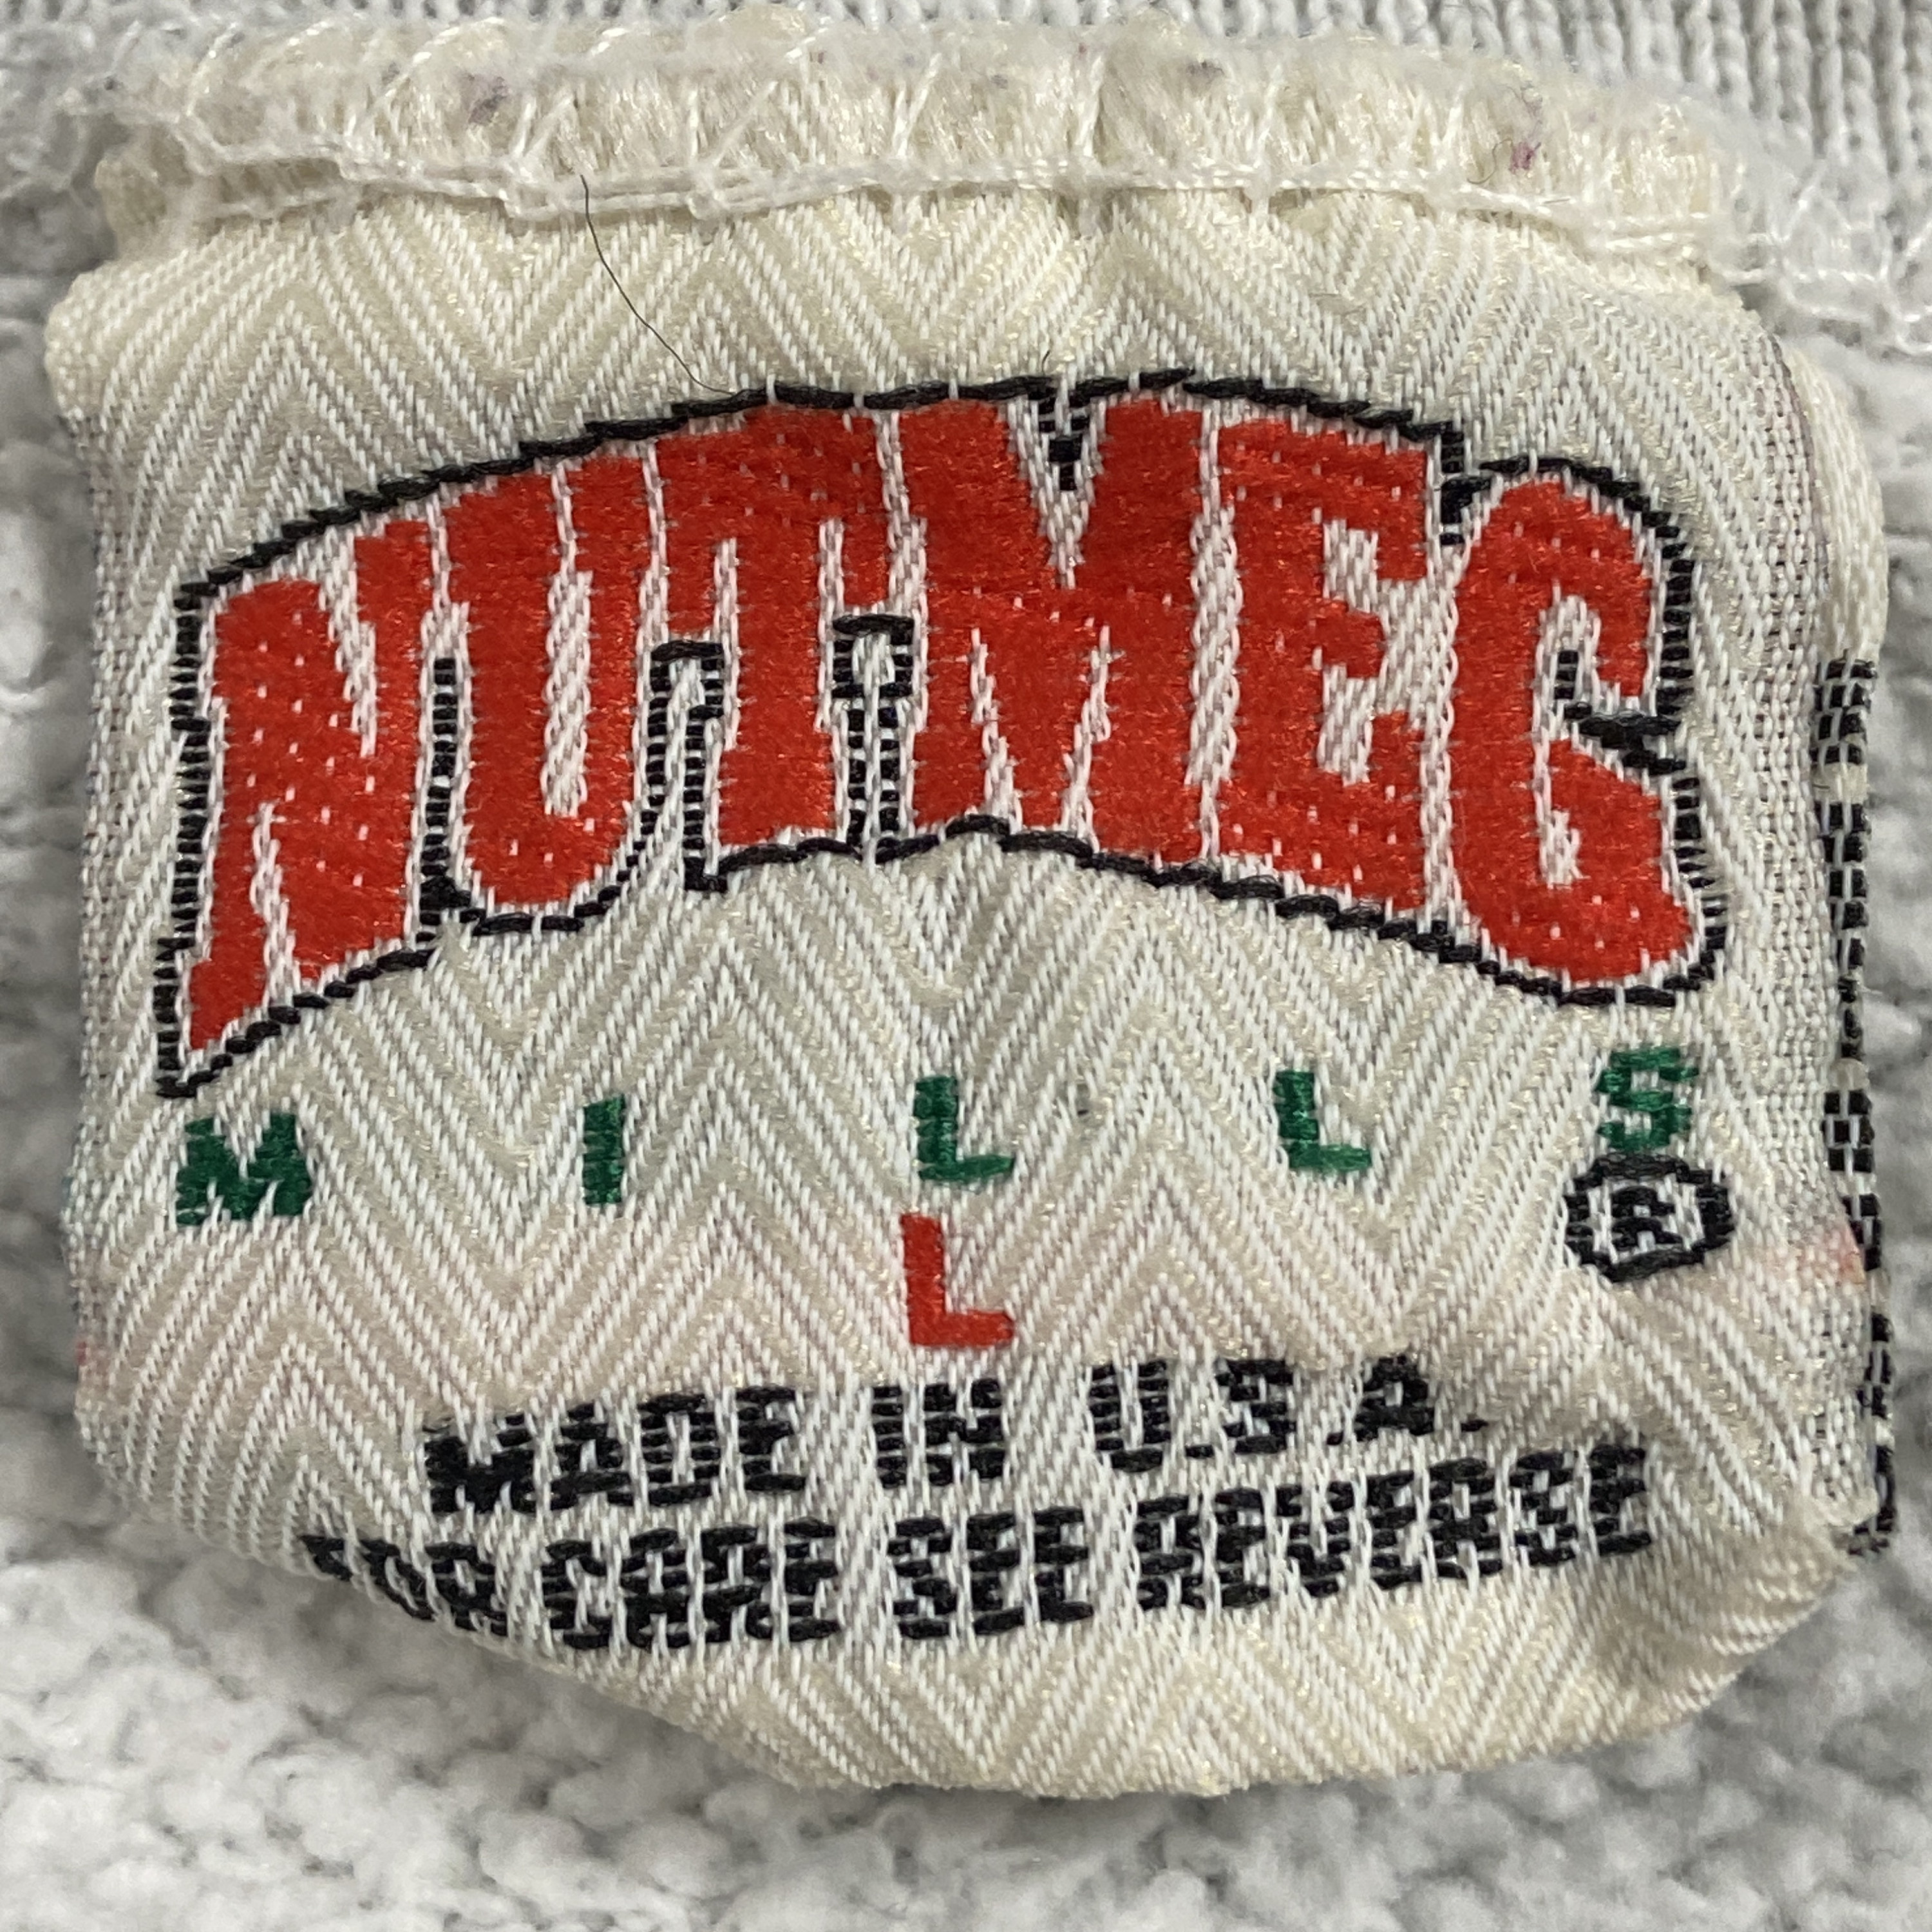 NUTMEG
MILLS
®
L
MADE IN U.S.A.
FOR CARE SEE REVERSE